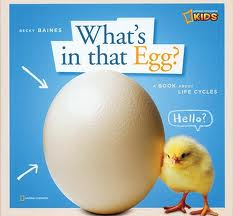 KIDS
BECKY BAINES
What's
in that Egg?
A BOOK ABOUT
LIFE CYCLES
Hello?